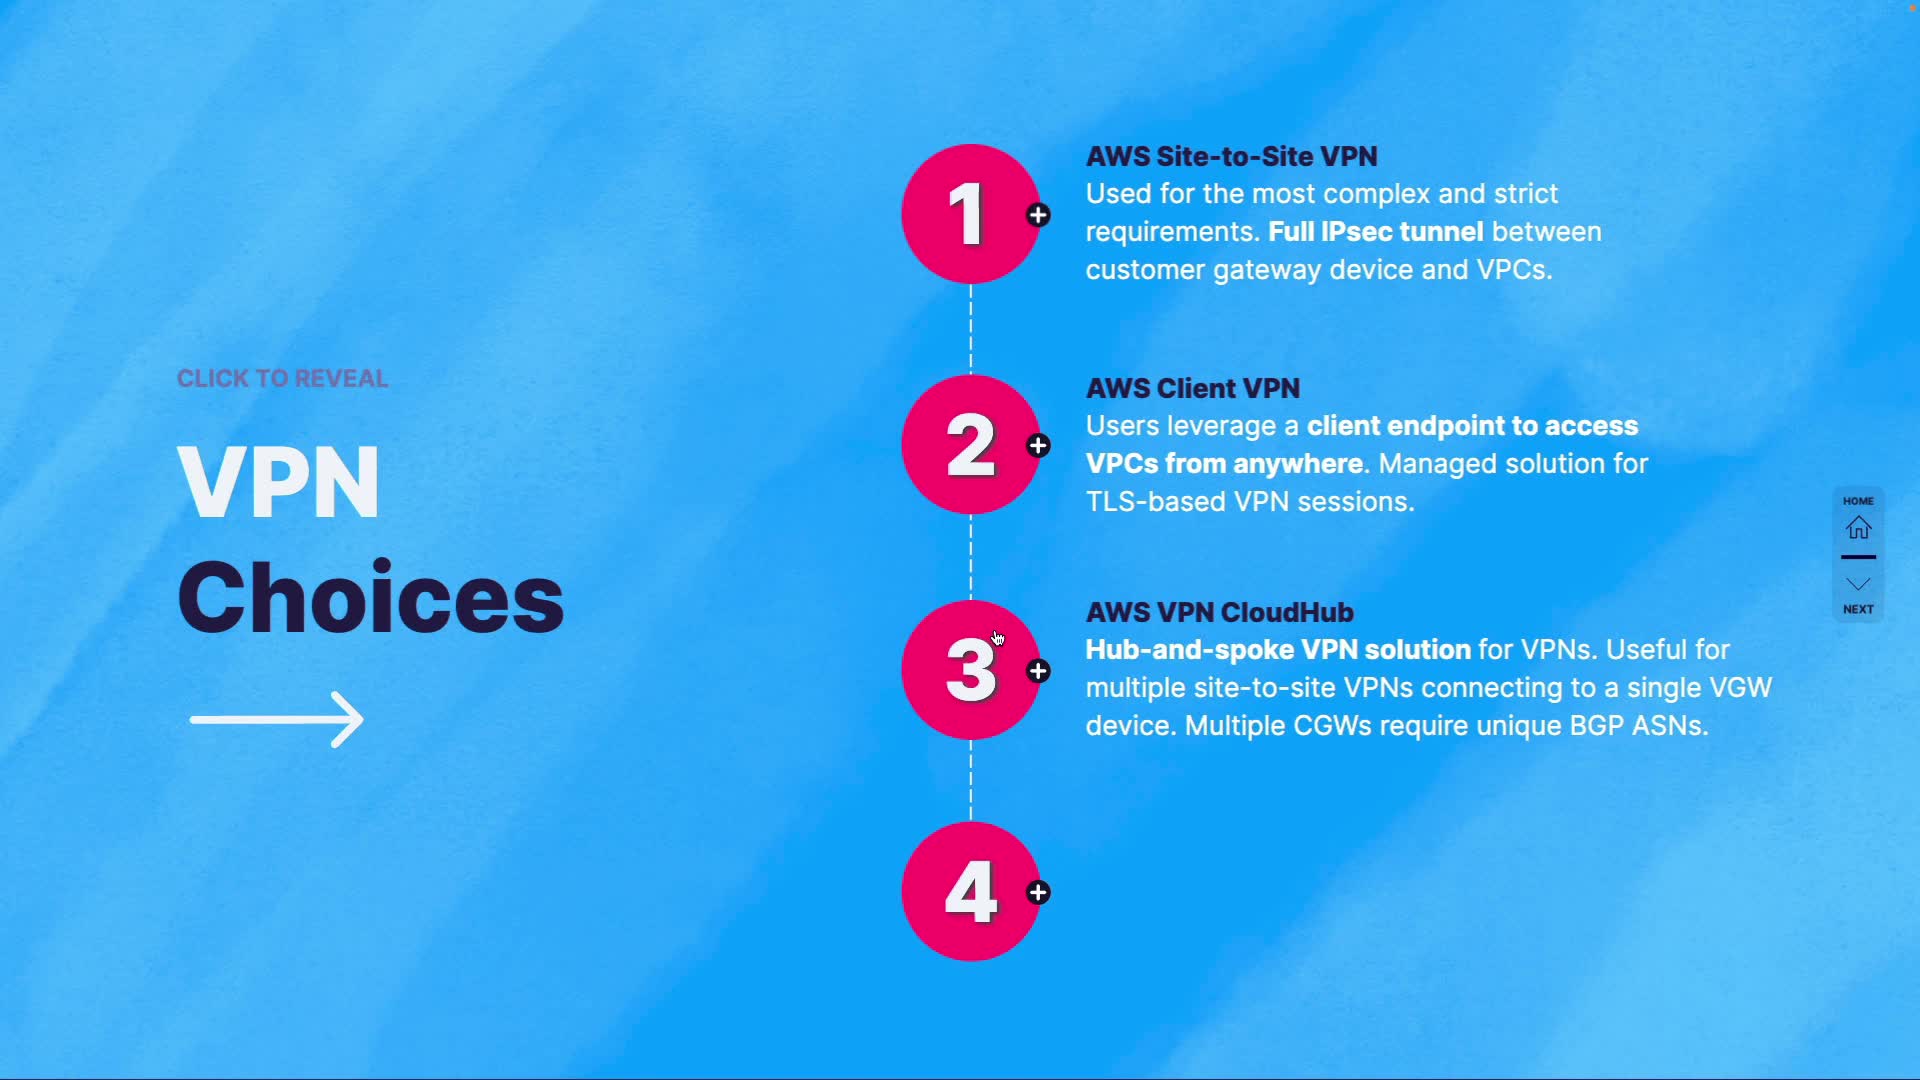 CLICK TO REVEAL
VPN
Choices
1
AWS Site-to-Site VPN
Used for the most complex and strict
requirements. Full IPsec tunnel between
customer gateway device and VPCs.
2
AWS Client VPN
Users leverage a client endpoint to access
VPCs from anywhere. Managed solution for
TLS-based VPN sessions.
3
AWS VPN CloudHub
Hub-and-spoke VPN solution for VPNs. Useful for
multiple site-to-site VPNs connecting to a single VGW
device. Multiple CGWs require unique BGP ASNs.
4
HOME
NEXT